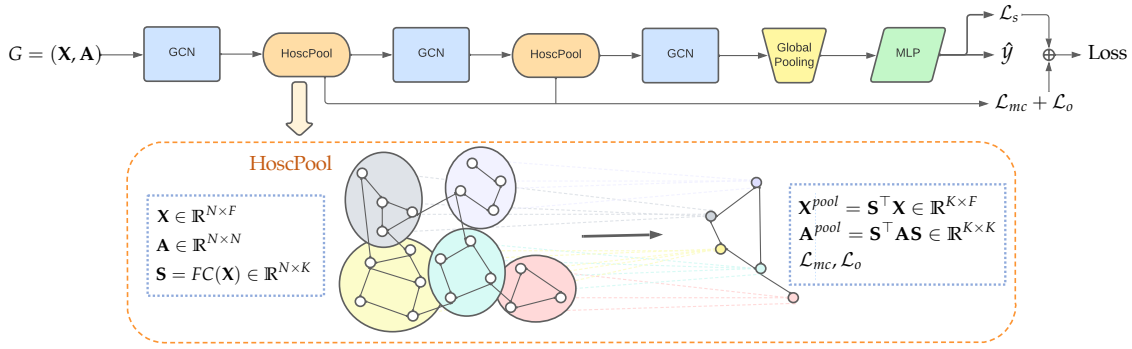 G = (X, A)
GCN
HoscPool
GCN
HoscPool
GCN
Global
Pooling
MLP
ℒ_s
ŷ
⊕
Loss
ℒ_mc + ℒ_o
HoscPool
X ∈ ℝ^{N×F}
A ∈ ℝ^{N×N}
S = FC(X) ∈ ℝ^{N×K}
X^{pool} = S^⊤X ∈ ℝ^{K×F}
A^{pool} = S^⊤AS ∈ ℝ^{K×K}
ℒ_mc, ℒ_o